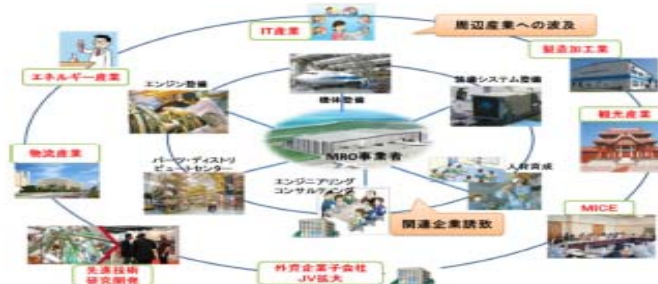 IT産業
周辺産業への波及
製造加工業
エネルギー産業
エンジン整備
機体整備
装備システム整備
観光産業
物流産業
MRO事業者
パーツ・ディストリ
ビュートセンター
人材育成
エンジニアリング
コンサルティング
関連企業誘致
MICE
先進技術
研究開発
外資企業子会社
JV拡大